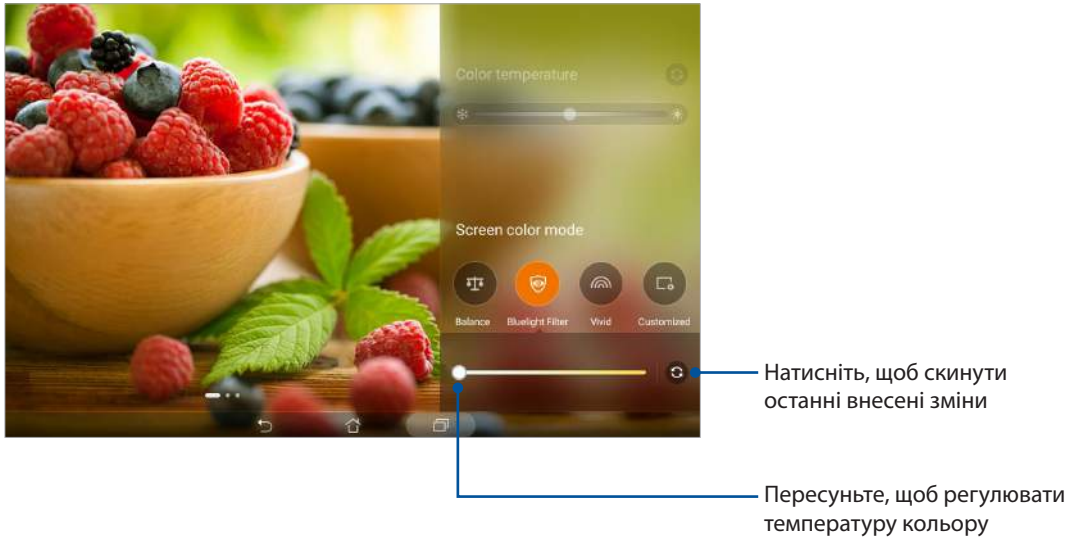 Color temperature
Screen color mode
Balance
Bluelight Filter
Vivid
Customized
Натисніть, щоб скинути
останні внесені зміни
Пересуньте, щоб регулювати
температуру кольору